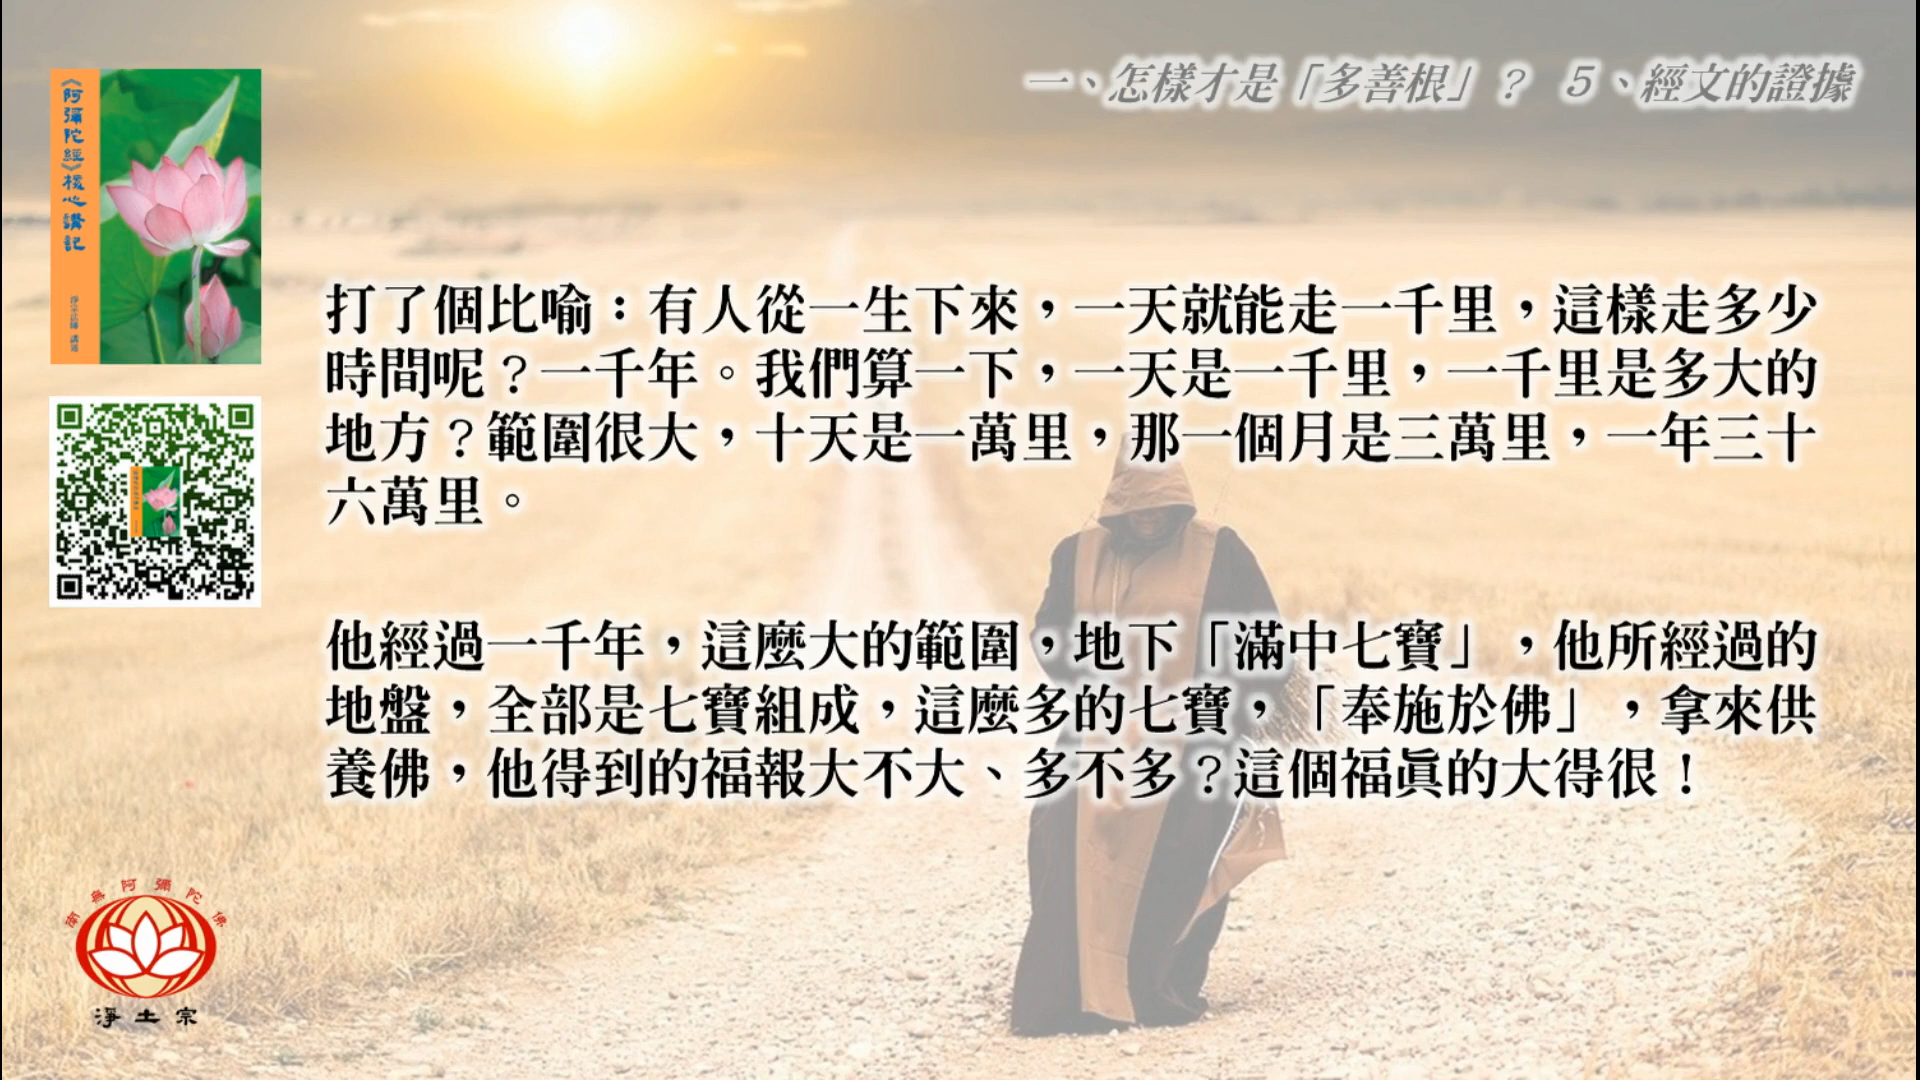 一、怎樣才是「多善根」? 5、經文的證據
《阿彌陀經》核心講記
淨宗法師 講述
打了個比喻：有人從一生下來，一天就能走一千里，這樣走多少
時間呢？一千年。我們算一下，一天是一千里，一千里是多大的
地方？範圍很大，十天是一萬里，那一個月是三萬里，一年三十
六萬里。
他經過一千年，這麼大的範圍，地下「滿中七寶」，他所經過的
地盤，全部是七寶組成，這麼多的七寶，「奉施於佛」，拿來供
養佛，他得到的福報大不大、多不多？這個福真的大得很！
南無阿彌陀佛
淨土宗